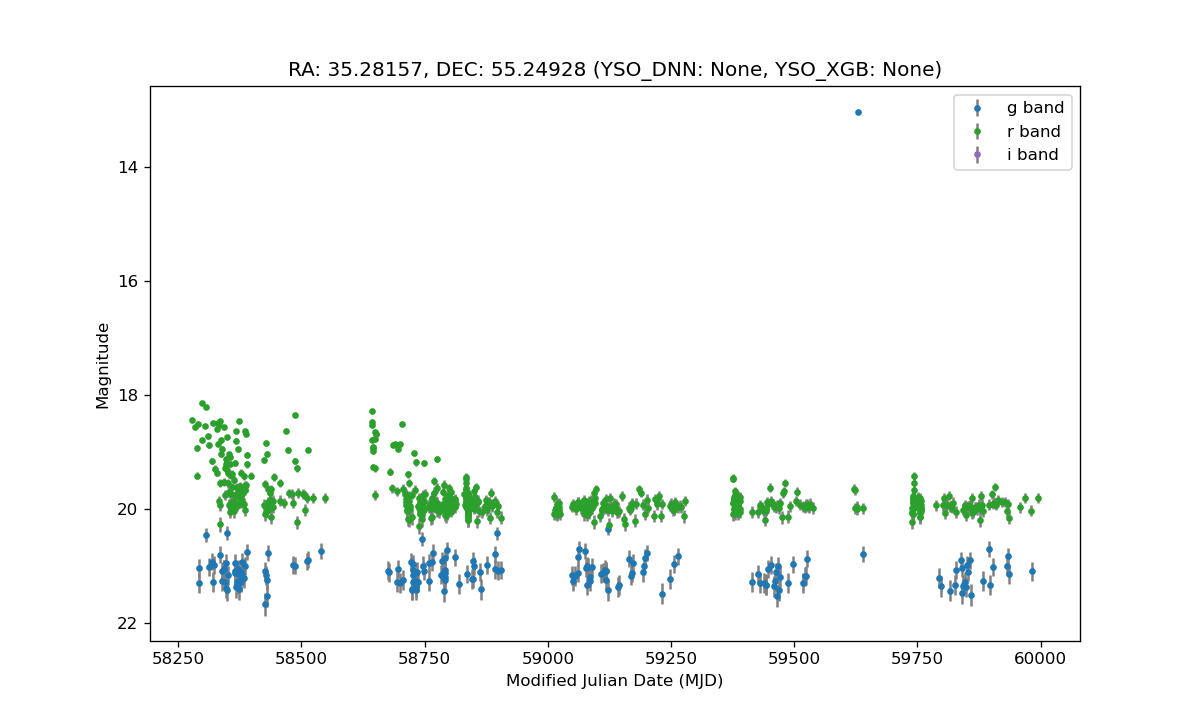 RA: 35.28157, DEC: 55.24928 (YSO_DNN: None, YSO_XGB: None)
g band
r band
i band
14
16
18
20
22
Magnitude
58250 58500 58750 59000 59250 59500 59750 60000
Modified Julian Date (MJD)